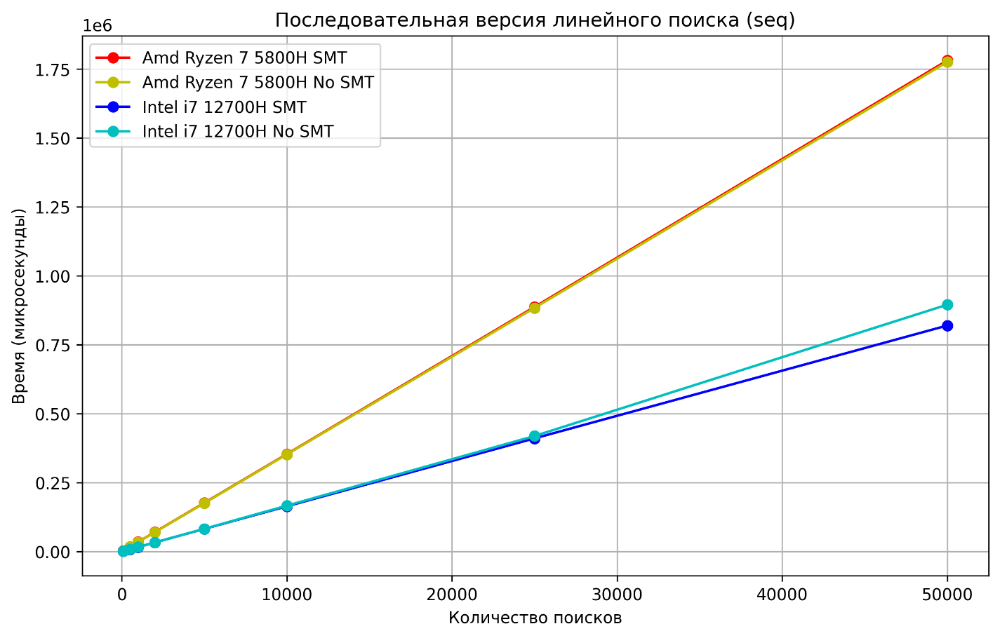 Последовательная версия линейного поиска (seq)
1e6
Amd Ryzen 7 5800H SMT
Amd Ryzen 7 5800H No SMT
Intel i7 12700H SMT
Intel i7 12700H No SMT
1.75
1.50
1.25
1.00
0.75
0.50
0.25
0.00
Время (микросекунды)
0 10000 20000 30000 40000 50000
Количество поисков